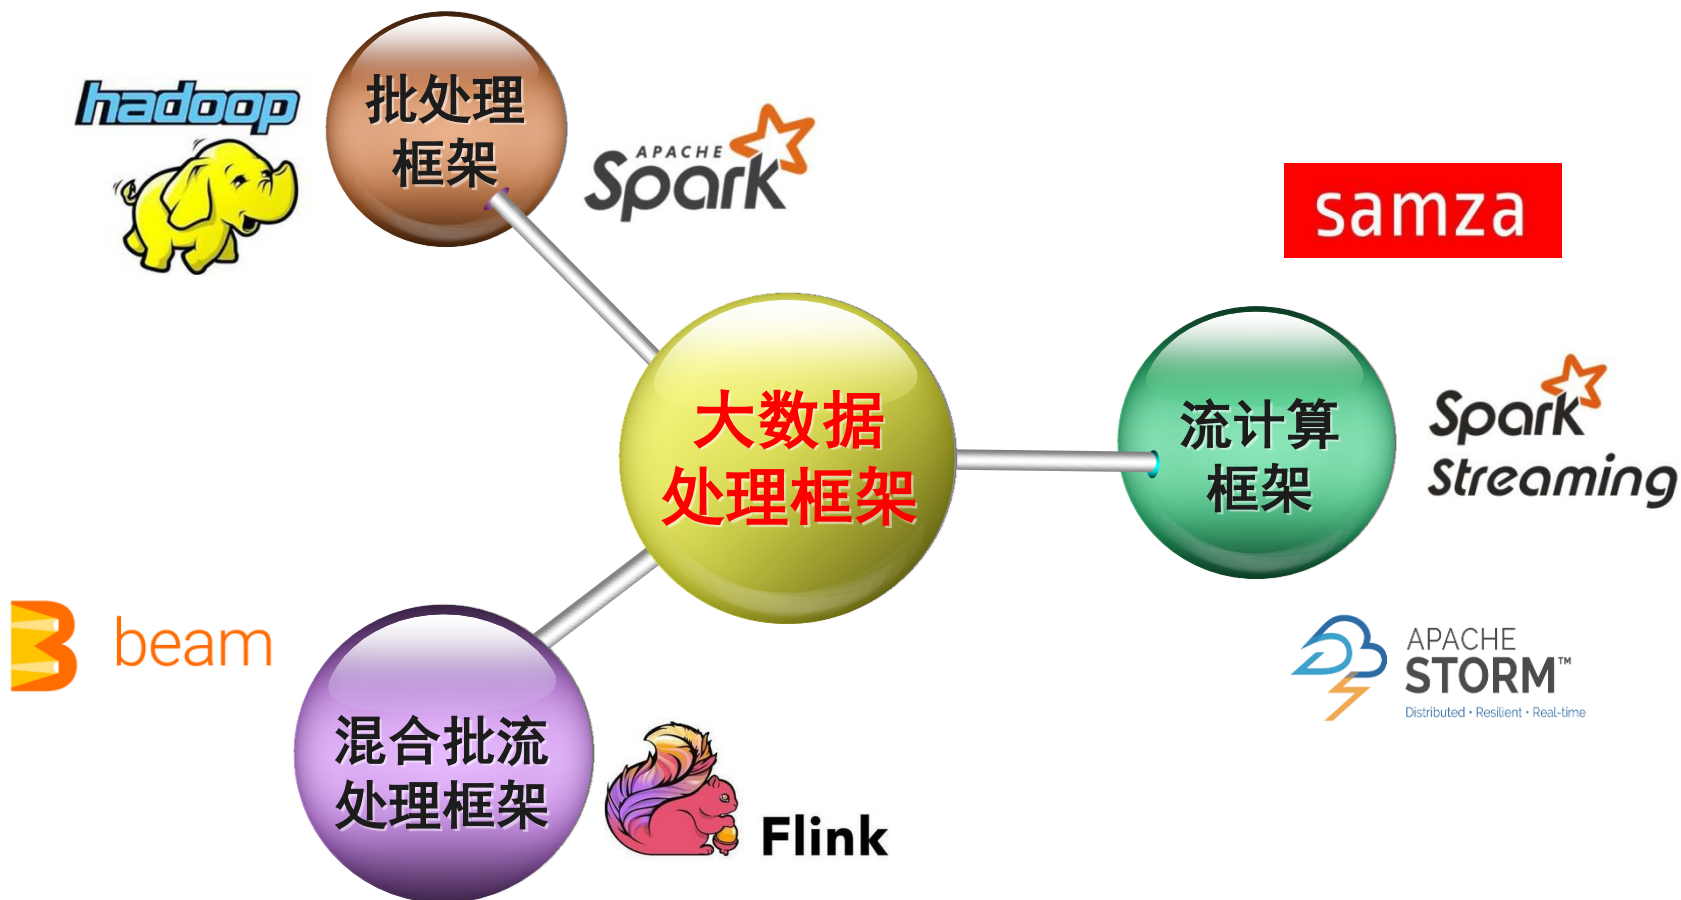 hadoop
批处理
框架
APACHE
Spark
samza
大数据
处理框架
流计算
框架
Spark
Streaming
beam
混合批流
处理框架
Flink
APACHE
STORM™
Distributed • Resilient • Real-time